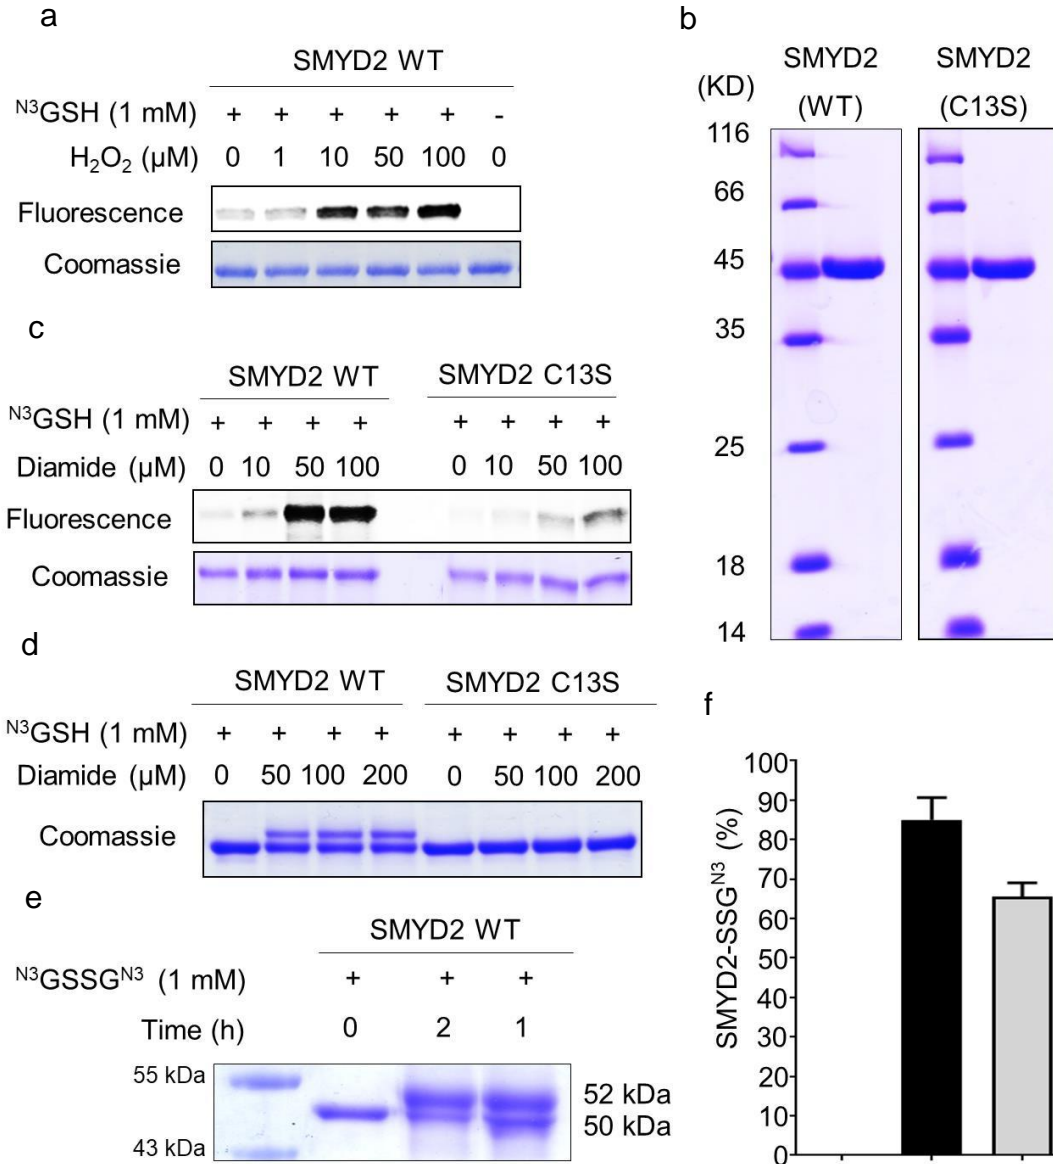 a
SMYD2 WT
N3GSH (1 mM) + + + + + -
H2O2 (μM) 0 1 10 50 100 0
Fluorescence
Coomassie
b
SMYD2 SMYD2
(KD) (WT) (C13S)
116
66
45
35
25
18
14
c
SMYD2 WT SMYD2 C13S
N3GSH (1 mM) + + + + + + + +
Diamide (μM) 0 10 50 100 0 10 50 100
Fluorescence
Coomassie
d
SMYD2 WT SMYD2 C13S
N3GSH (1 mM) + + + + + + + +
Diamide (μM) 0 50 100 200 0 50 100 200
Coomassie
e
SMYD2 WT
N3GSSGN3 (1 mM) + + +
Time (h) 0 2 1
55 kDa
43 kDa
52 kDa
50 kDa
f
SMYD2-SSGN3 (%)
100
90
80
70
60
50
40
30
20
10
0